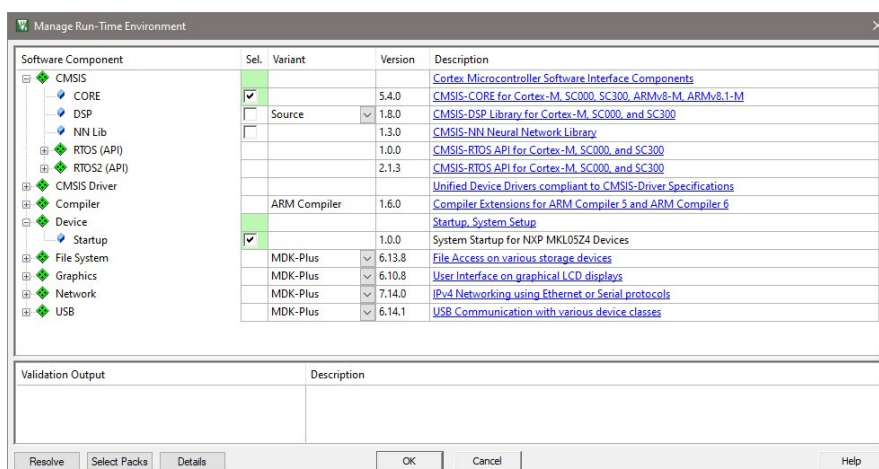 Manage Run-Time Environment
Software Component Sel. Variant Version Description
CMSIS Cortex Microcontroller Software Interface Components
CORE 5.4.0 CMSIS-CORE for Cortex-M, SC000, SC300, ARMv8-M, ARMv8.1-M
DSP Source 1.8.0 CMSIS-DSP Library for Cortex-M, SC000, and SC300
NN Lib 1.3.0 CMSIS-NN Neural Network Library
RTOS (API) 1.0.0 CMSIS-RTOS API for Cortex-M, SC000, and SC300
RTOS2 (API) 2.1.3 CMSIS-RTOS API for Cortex-M, SC000, and SC300
CMSIS Driver Unified Device Drivers compliant to CMSIS-Driver Specifications
Compiler ARM Compiler 1.6.0 Compiler Extensions for ARM Compiler 5 and ARM Compiler 6
Device Startup, System Setup
Startup 1.0.0 System Startup for NXP MKL05Z4 Devices
File System MDK-Plus 6.13.8 File Access on various storage devices
Graphics MDK-Plus 6.10.8 User Interface on graphical LCD displays
Network MDK-Plus 7.14.0 IPv4 Networking using Ethernet or Serial protocols
USB MDK-Plus 6.14.1 USB Communication with various device classes
Validation Output Description
Resolve Select Packs Details OK Cancel Help